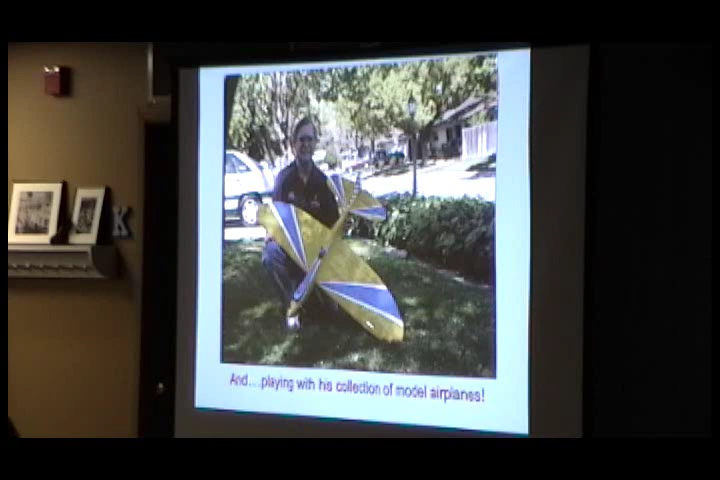 K
And....playing with his collection of model airplanes!